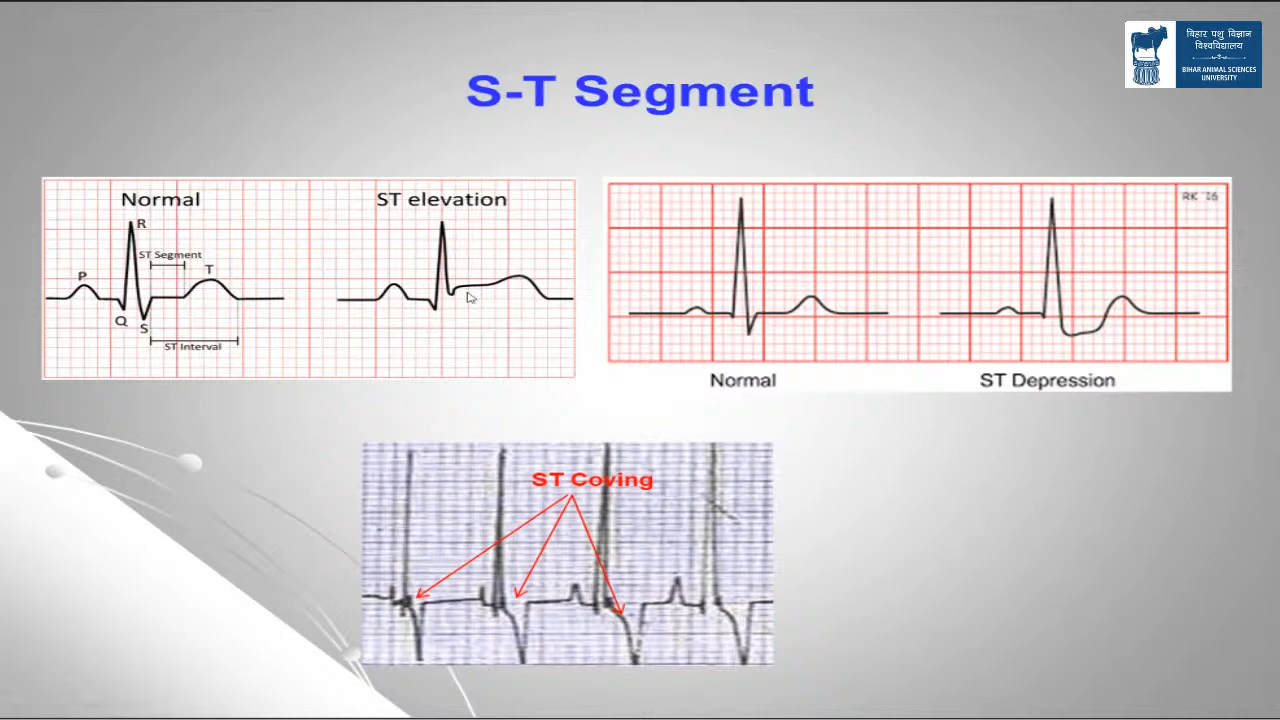 बिहार पशु विज्ञान
विश्वविद्यालय
BIHAR ANIMAL SCIENCES
UNIVERSITY
S-T Segment
Normal
ST elevation
R
ST Segment
P
T
Q
S
ST Interval
RK '16
Normal
ST Depression
ST Coving